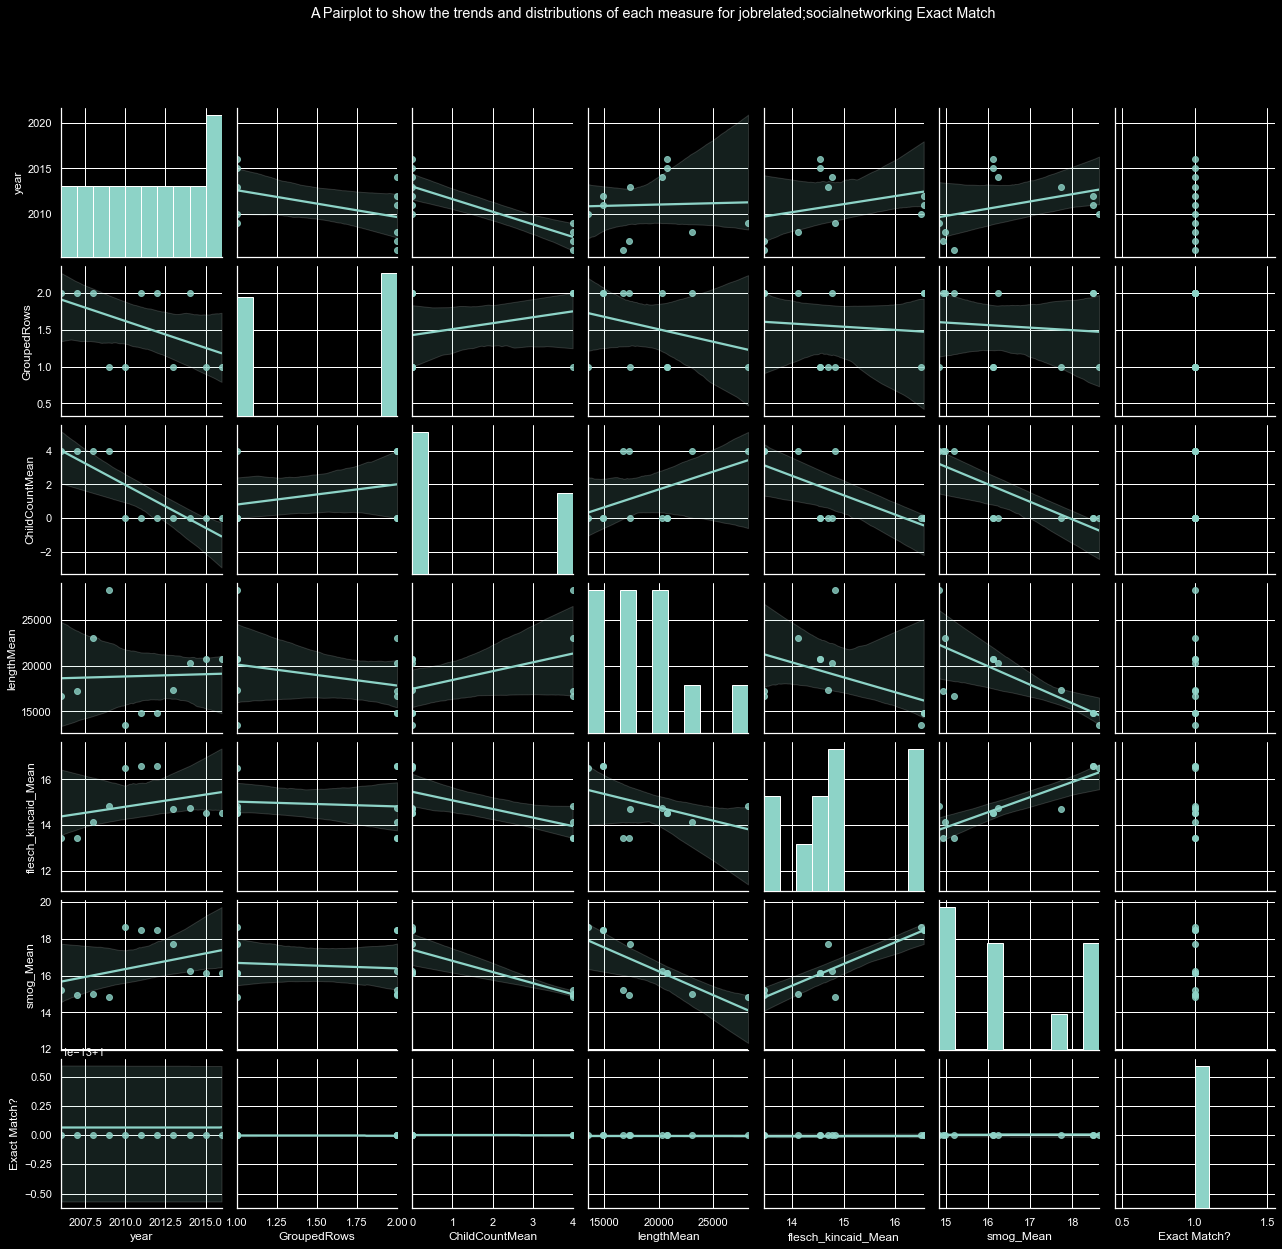 A Pairplot to show the trends and distributions of each measure for jobrelated;socialnetworking Exact Match
2020
2015
2010
year
2.0
1.5
1.0
0.5
GroupedRows
4
2
0
−2
ChildCountMean
25000
20000
15000
lengthMean
16
14
12
flesch_kincaid_Mean
20
18
16
14
12
smog_Mean
1e−13+1
0.50
0.25
0.00
−0.25
−0.50
Exact Match?
2007.5 2010.0 2012.5 2015.0 1.00 1.25 1.50 1.75 2.00 0 1 2 3 4 15000 20000 25000 14 15 16 15 16 17 18 0.5 1.0 1.5
year GroupedRows ChildCountMean lengthMean flesch_kincaid_Mean smog_Mean Exact Match?